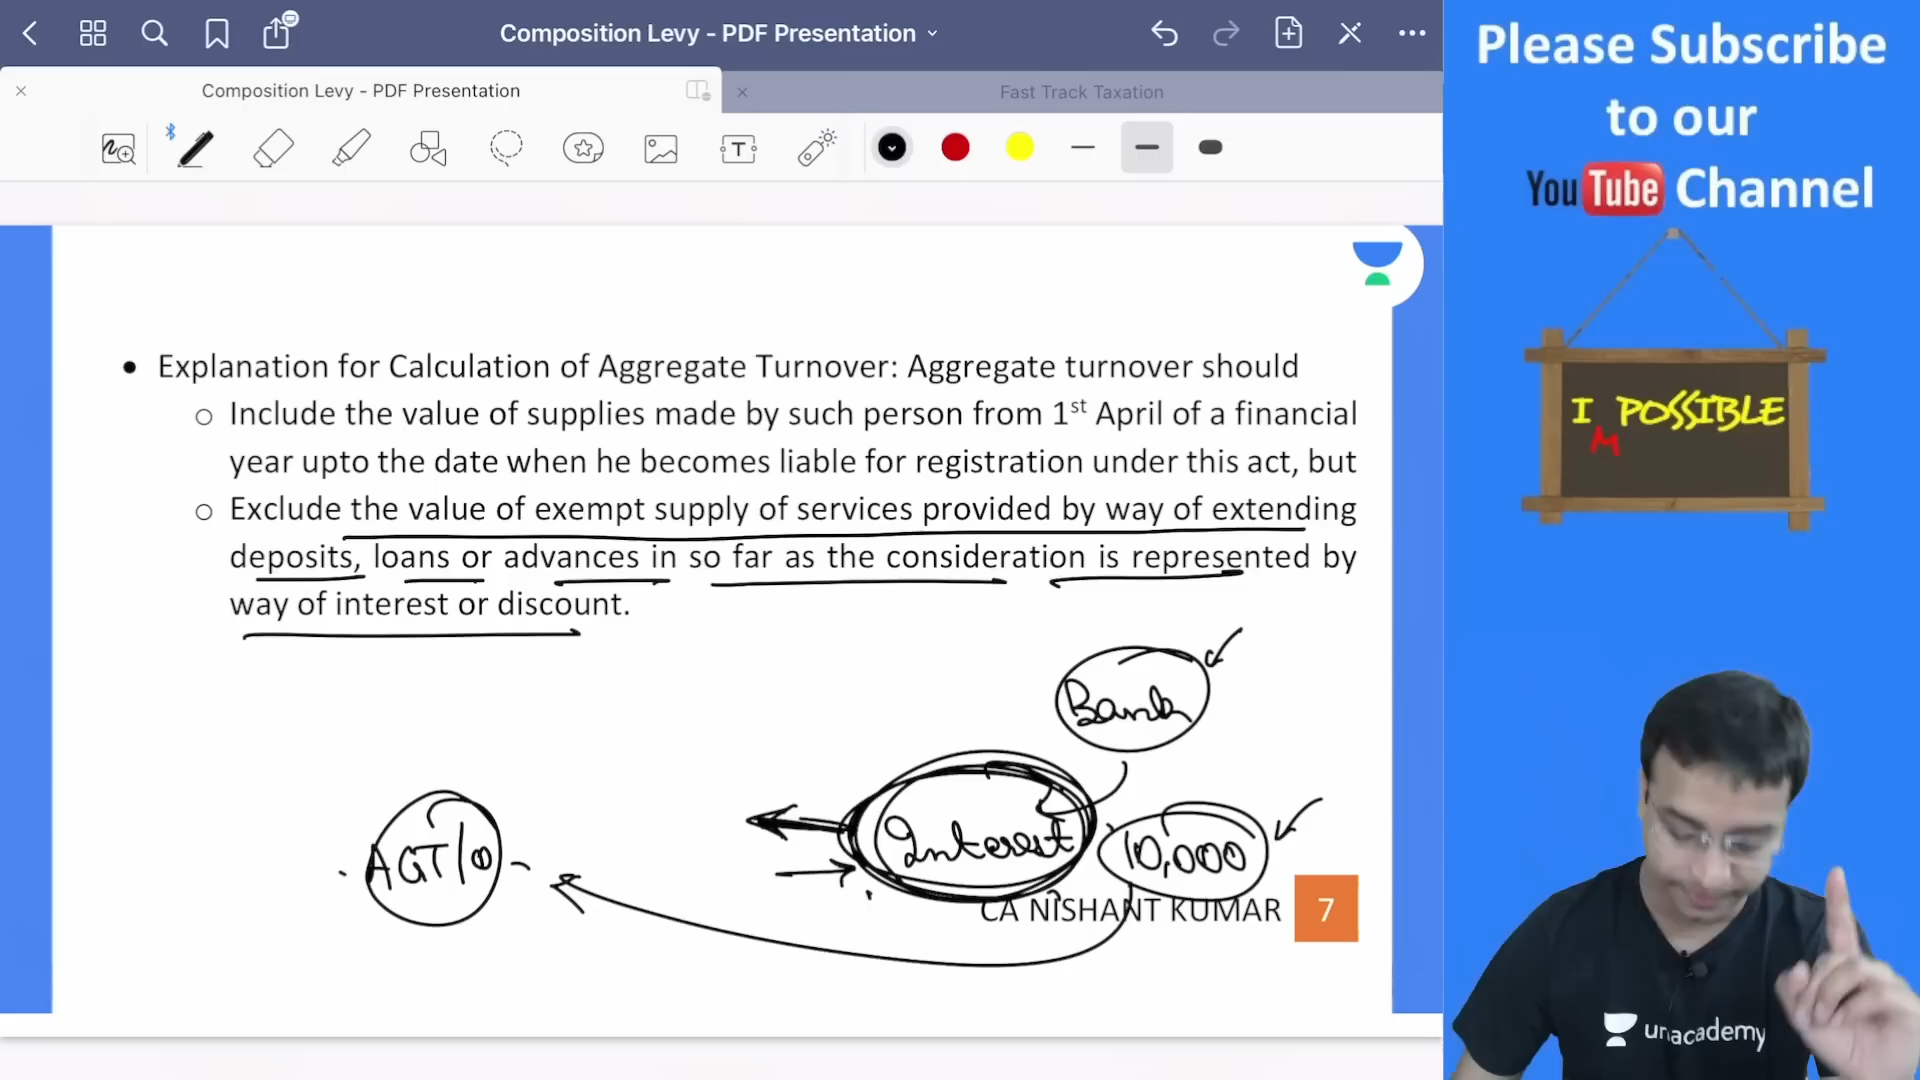 Composition Levy - PDF Presentation
Composition Levy - PDF Presentation
Fast Track Taxation
T
Please Subscribe
to our
YouTube Channel
I POSSIBLE
M
• Explanation for Calculation of Aggregate Turnover: Aggregate turnover should
o Include the value of supplies made by such person from 1st April of a financial
year upto the date when he becomes liable for registration under this act, but
o Exclude the value of exempt supply of services provided by way of extending
deposits, loans or advances in so far as the consideration is represented by
way of interest or discount.
Bank
Interest
10,000
AGT/O
CA NISHANT KUMAR 7
unacademy